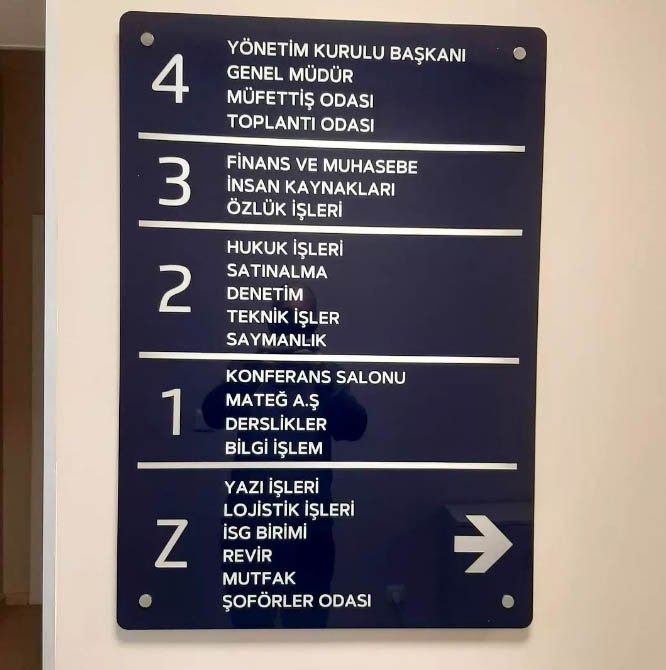 4
YÖNETİM KURULU BAŞKANI
GENEL MÜDÜR
MÜFETTİŞ ODASI
TOPLANTI ODASI
3
FİNANS VE MUHASEBE
İNSAN KAYNAKLARI
ÖZLÜK İŞLERİ
2
HUKUK İŞLERİ
SATINALMA
DENETİM
TEKNİK İŞLER
SAYMANLIK
1
KONFERANS SALONU
MATEĞ A.Ş
DERSLİKLER
BİLGİ İŞLEM
Z
YAZI İŞLERİ
LOJİSTİK İŞLERİ
İSG BİRİMİ
REVİR
MUTFAK
ŞOFÖRLER ODASI